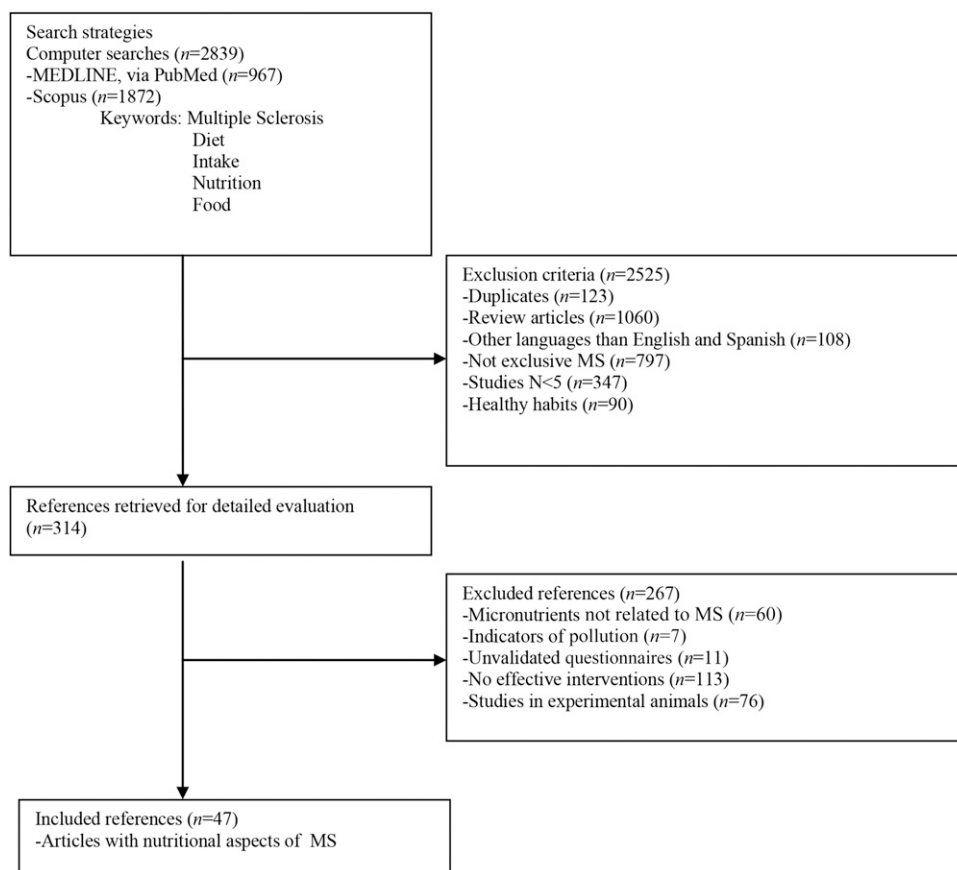 Search strategies
Computer searches (n=2839)
-MEDLINE, via PubMed (n=967)
-Scopus (n=1872)
Keywords: Multiple Sclerosis
Diet
Intake
Nutrition
Food
Exclusion criteria (n=2525)
-Duplicates (n=123)
-Review articles (n=1060)
-Other languages than English and Spanish (n=108)
-Not exclusive MS (n=797)
-Studies N<5 (n=347)
-Healthy habits (n=90)
References retrieved for detailed evaluation
(n=314)
Excluded references (n=267)
-Micronutrients not related to MS (n=60)
-Indicators of pollution (n=7)
-Unvalidated questionnaires (n=11)
-No effective interventions (n=113)
-Studies in experimental animals (n=76)
Included references (n=47)
-Articles with nutritional aspects of MS